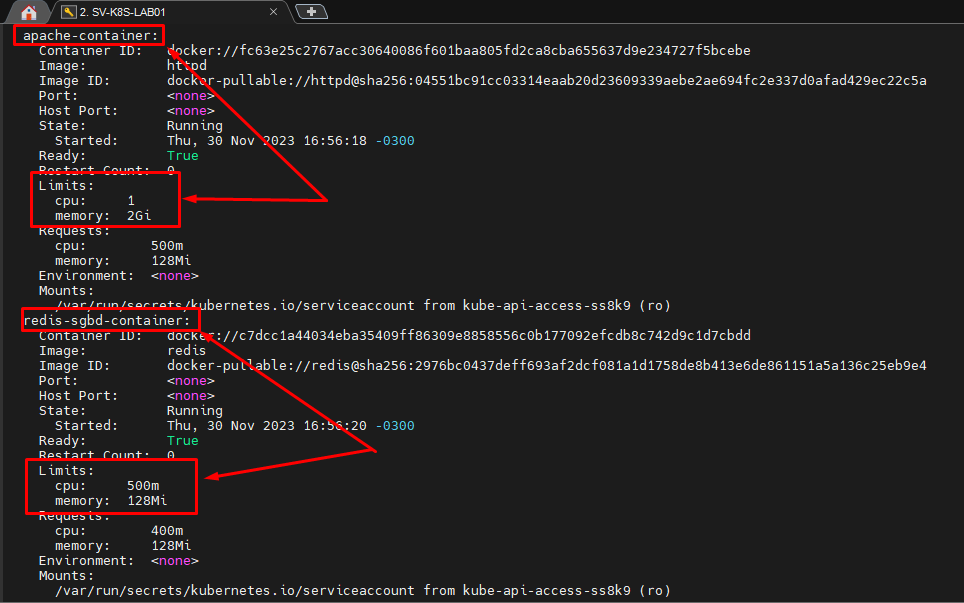 2. SV-K8S-LAB01
apache-container:
Container ID: docker://fc63e25c2767acc30640086f601baa805fd2ca8cba655637d9e234727f5bcebe
Image: httpd
Image ID: docker-pullable://httpd@sha256:04551bc91cc03314eaab20d23609339aebe2ae694fc2e337d0afad429ec22c5a
Port: <none>
Host Port: <none>
State: Running
Started: Thu, 30 Nov 2023 16:56:18 -0300
Ready: True
Restart Count: 0
Limits:
cpu: 1
memory: 2Gi
Requests:
cpu: 500m
memory: 128Mi
Environment: <none>
Mounts:
/var/run/secrets/kubernetes.io/serviceaccount from kube-api-access-ss8k9 (ro)
redis-sgbd-container:
Container ID: docker://c7dcc1a44034eba35409ff86309e8858556c0b177092efcdb8c742d9c1d7cbdd
Image: redis
Image ID: docker-pullable://redis@sha256:2976bc0437deff693af2dcf081a1d1758de8b413e6de861151a5a136c25eb9e4
Port: <none>
Host Port: <none>
State: Running
Started: Thu, 30 Nov 2023 16:56:20 -0300
Ready: True
Restart Count: 0
Limits:
cpu: 500m
memory: 128Mi
Requests:
cpu: 400m
memory: 128Mi
Environment: <none>
Mounts:
/var/run/secrets/kubernetes.io/serviceaccount from kube-api-access-ss8k9 (ro)